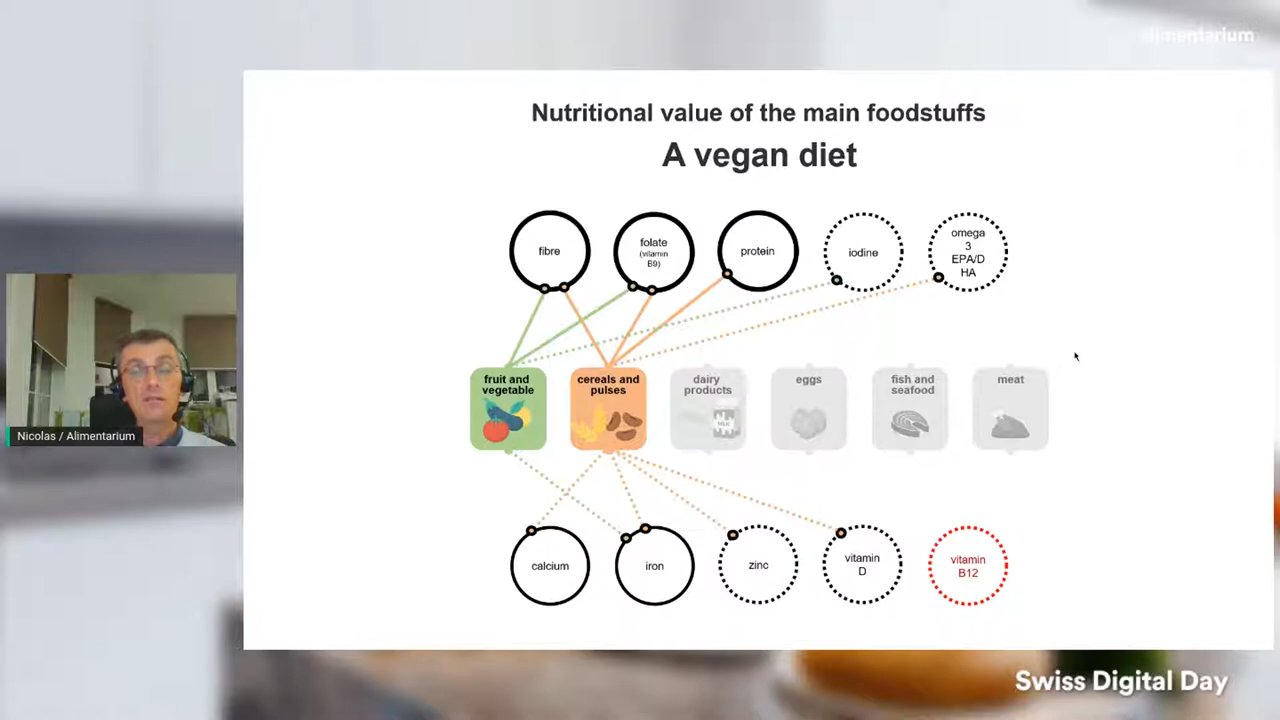 alimentarium
Nutritional value of the main foodstuffs
A vegan diet
fibre
folate
(vitamin
B9)
protein
iodine
omega
3
EPA/D
HA
fruit and
vegetable
cereals and
pulses
dairy
products
eggs
fish and
seafood
meat
Nicolas / Alimentarium
calcium
iron
zinc
vitamin
D
vitamin
B12
Swiss Digital Day